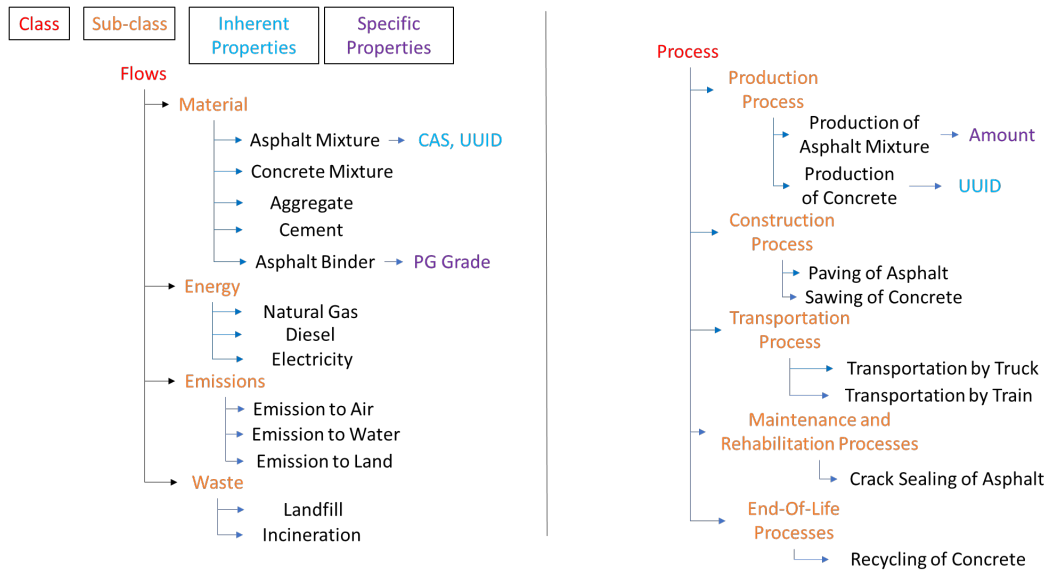 Class
Sub-class
Inherent
Properties
Specific
Properties
Flows
Material
Asphalt Mixture
CAS, UUID
Concrete Mixture
Aggregate
Cement
Asphalt Binder
PG Grade
Energy
Natural Gas
Diesel
Electricity
Emissions
Emission to Air
Emission to Water
Emission to Land
Waste
Landfill
Incineration
Process
Production
Process
Production of
Asphalt Mixture
Amount
Production
of Concrete
UUID
Construction
Process
Paving of Asphalt
Sawing of Concrete
Transportation
Process
Transportation by Truck
Transportation by Train
Maintenance and
Rehabilitation Processes
Crack Sealing of Asphalt
End-Of-Life
Processes
Recycling of Concrete